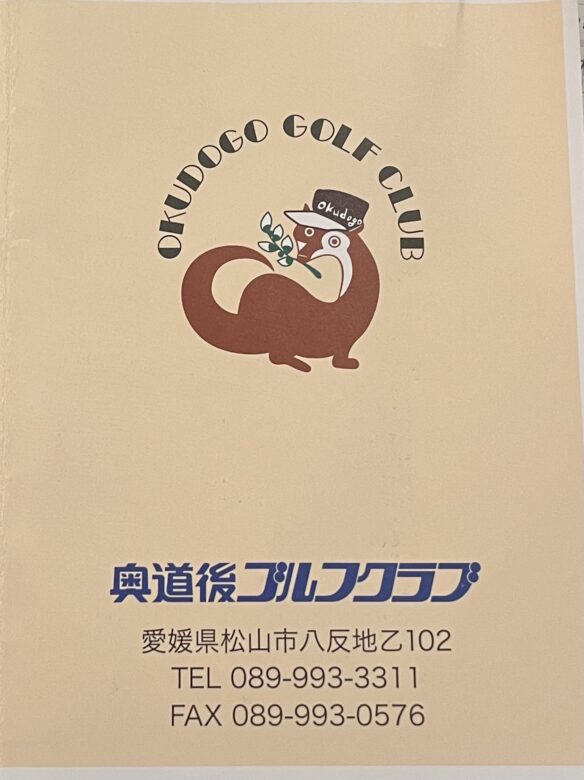 OKUDOGO GOLF CLUB
Okudogo
奥道後ゴルフクラブ
愛媛県松山市八反地乙102
TEL 089-993-3311
FAX 089-993-0576